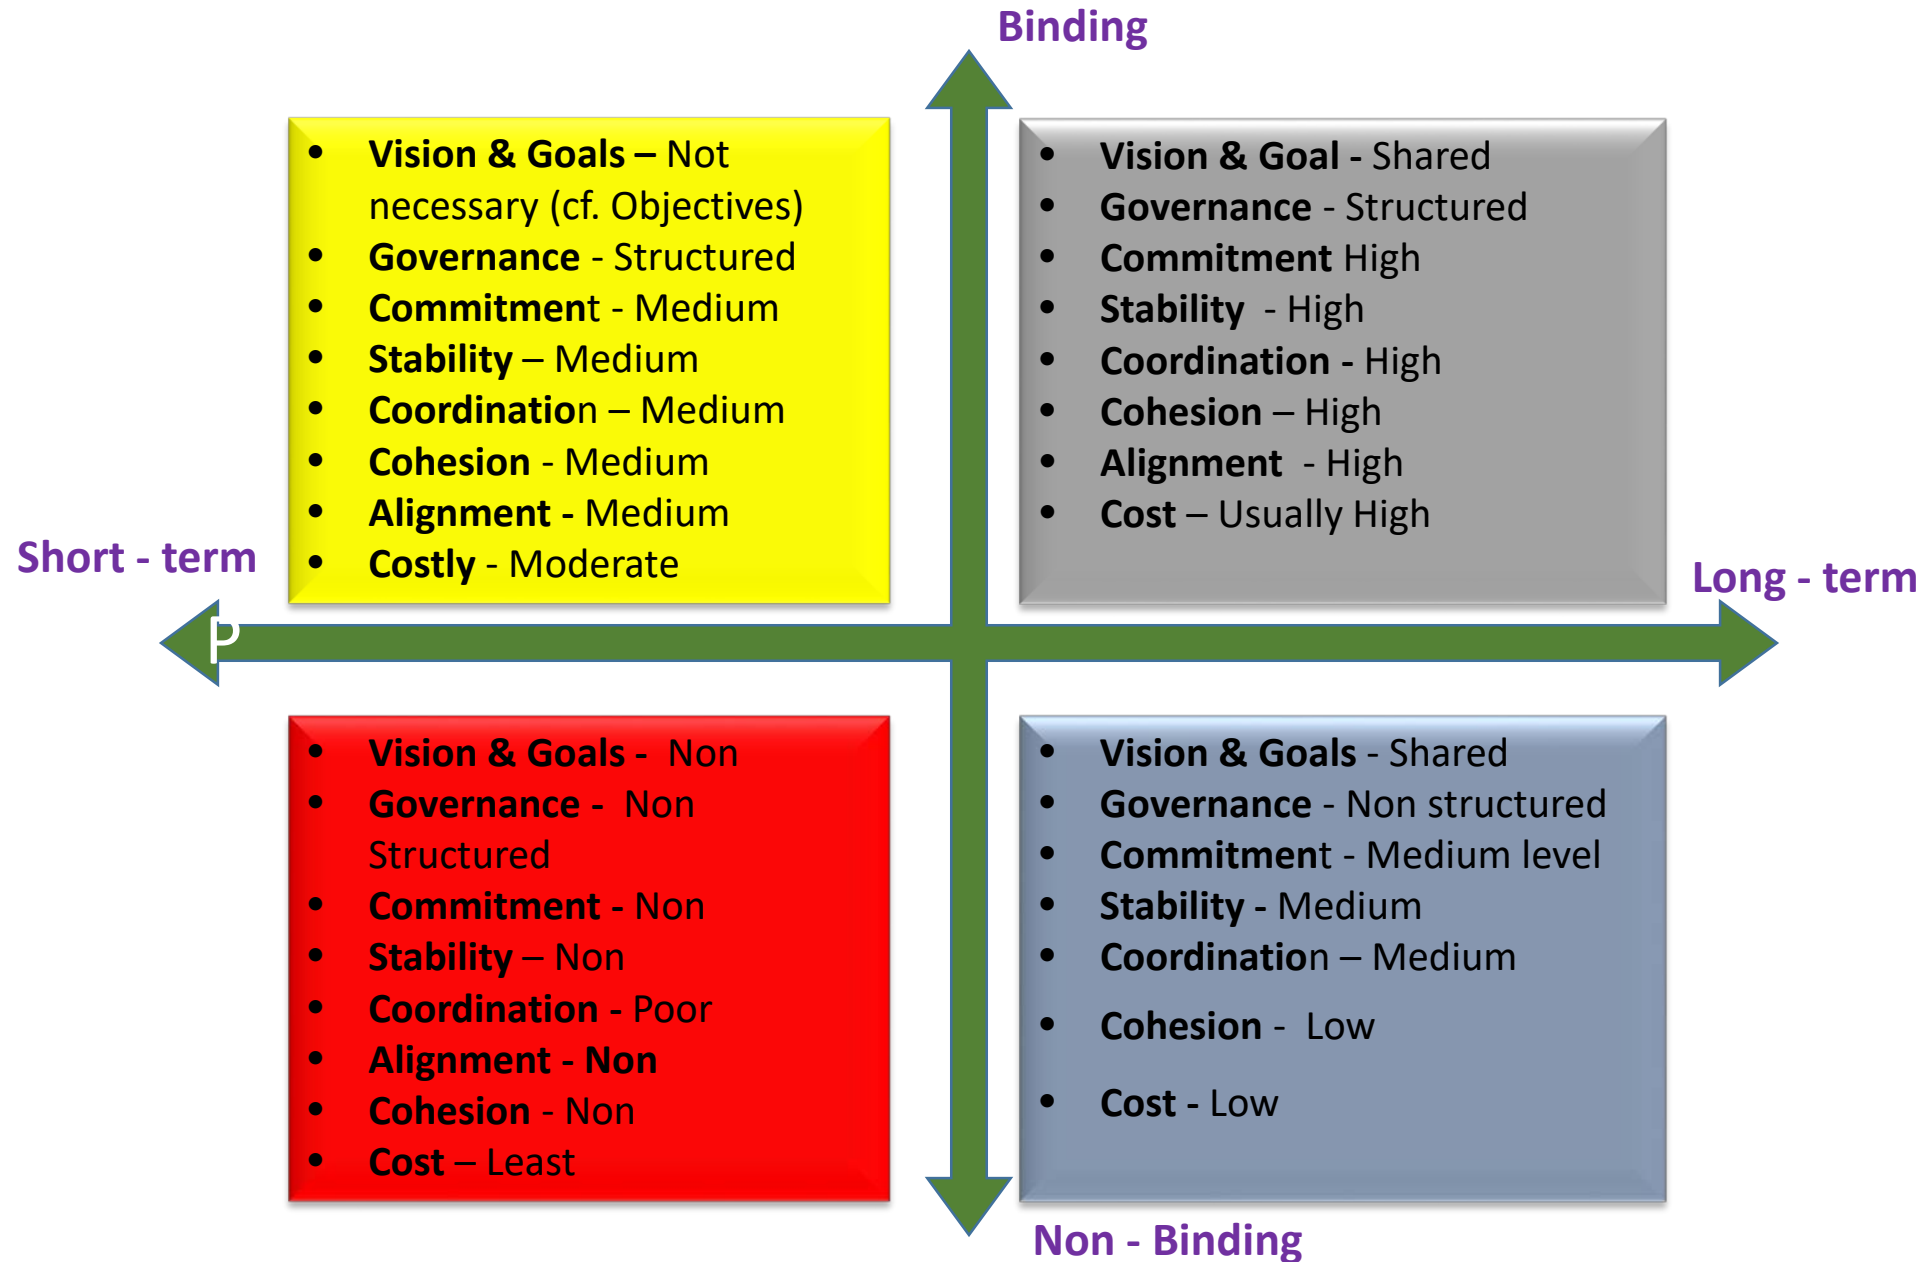 Binding
• Vision & Goals – Not
necessary (cf. Objectives)
• Governance - Structured
• Commitment - Medium
• Stability – Medium
• Coordination – Medium
• Cohesion - Medium
• Alignment - Medium
• Costly - Moderate
• Vision & Goal - Shared
• Governance - Structured
• Commitment High
• Stability - High
• Coordination - High
• Cohesion – High
• Alignment - High
• Cost – Usually High
Short - term
Long - term
P
• Vision & Goals - Non
• Governance - Non
Structured
• Commitment - Non
• Stability – Non
• Coordination - Poor
• Alignment - Non
• Cohesion - Non
• Cost – Least
• Vision & Goals - Shared
• Governance - Non structured
• Commitment - Medium level
• Stability - Medium
• Coordination – Medium
• Cohesion - Low
• Cost - Low
Non - Binding